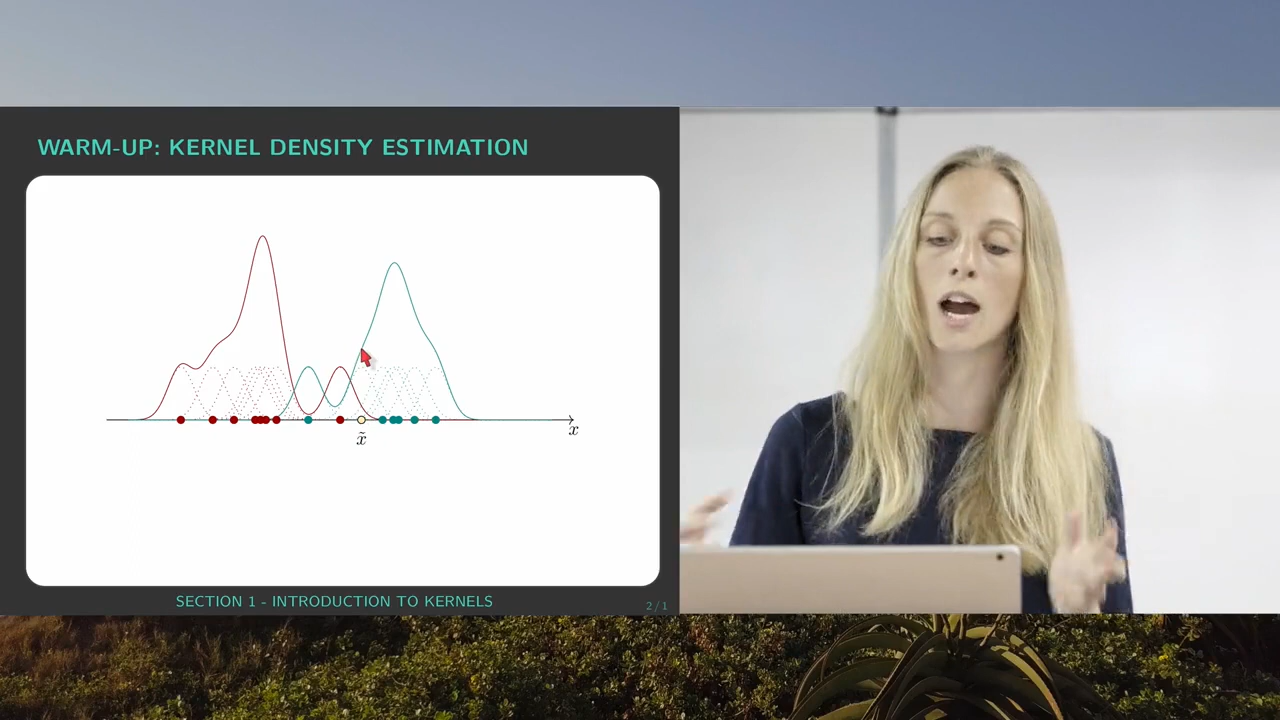 WARM-UP: KERNEL DENSITY ESTIMATION
x
x̃
SECTION 1 - INTRODUCTION TO KERNELS
2 / 1